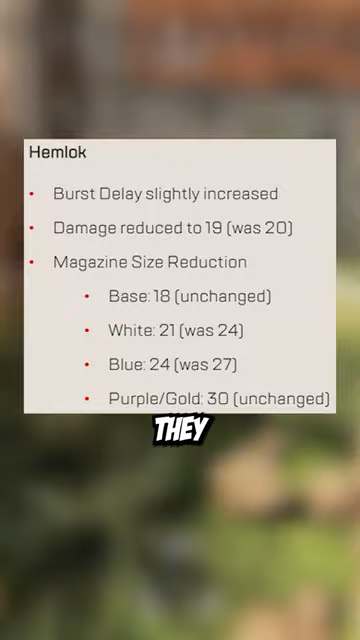 Hemlok
• Burst Delay slightly increased
• Damage reduced to 19 (was 20)
• Magazine Size Reduction
• Base: 18 (unchanged)
• White: 21 (was 24)
• Blue: 24 (was 27)
• Purple/Gold: 30 (unchanged)
THEY